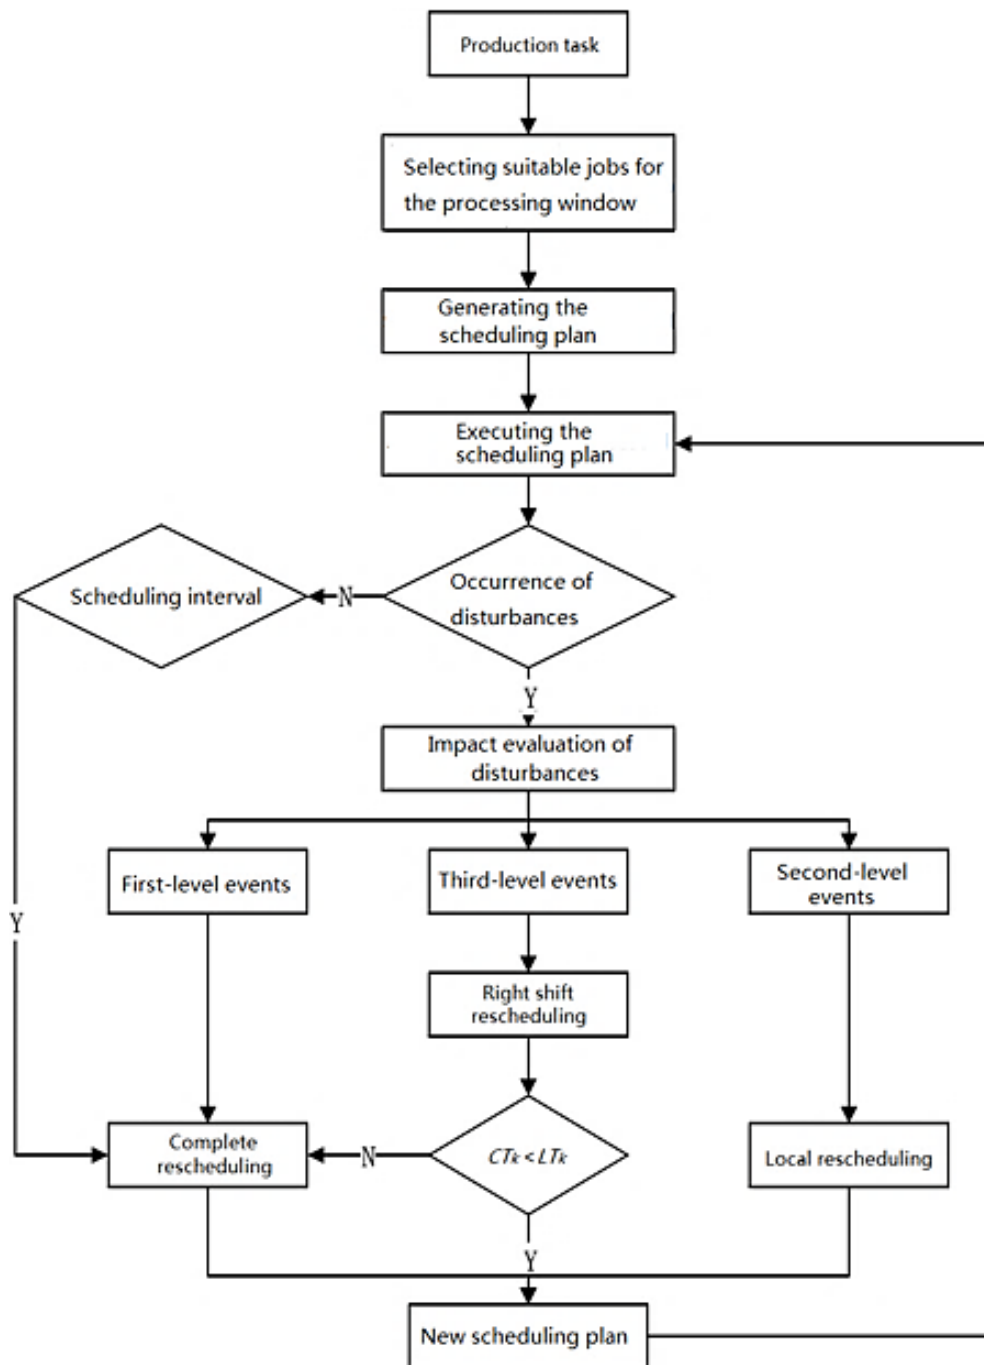 Production task
Selecting suitable jobs for
the processing window
Generating the
scheduling plan
Executing the
scheduling plan
Scheduling interval
N
Occurrence of
disturbances
Y
Impact evaluation of
disturbances
First-level events
Third-level events
Second-level
events
Y
Right shift
rescheduling
Complete
rescheduling
N
CTk < LTk
Local rescheduling
Y
New scheduling plan